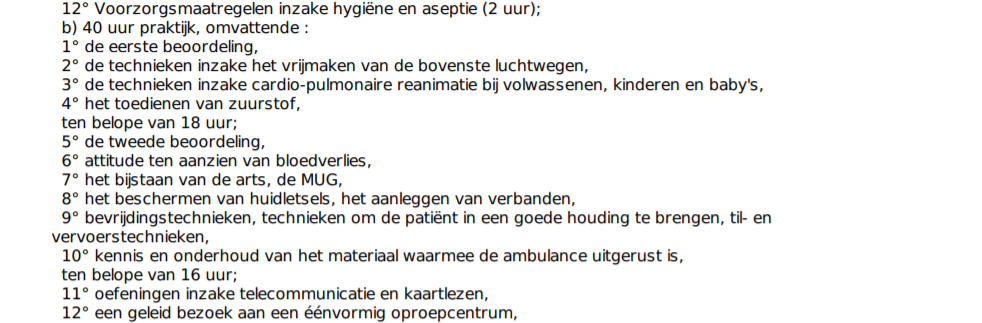 12° Voorzorgsmaatregelen inzake hygiëne en aseptie (2 uur);
b) 40 uur praktijk, omvattende :
1° de eerste beoordeling,
2° de technieken inzake het vrijmaken van de bovenste luchtwegen,
3° de technieken inzake cardio-pulmonaire reanimatie bij volwassenen, kinderen en baby's,
4° het toedienen van zuurstof,
ten belope van 18 uur;
5° de tweede beoordeling,
6° attitude ten aanzien van bloedverlies,
7° het bijstaan van de arts, de MUG,
8° het beschermen van huidletsels, het aanleggen van verbanden,
9° bevrijdingstechnieken, technieken om de patiënt in een goede houding te brengen, til- en
vervoerstechnieken,
10° kennis en onderhoud van het materiaal waarmee de ambulance uitgerust is,
ten belope van 16 uur;
11° oefeningen inzake telecommunicatie en kaartlezen,
12° een geleid bezoek aan een éénvormig oproepcentrum,